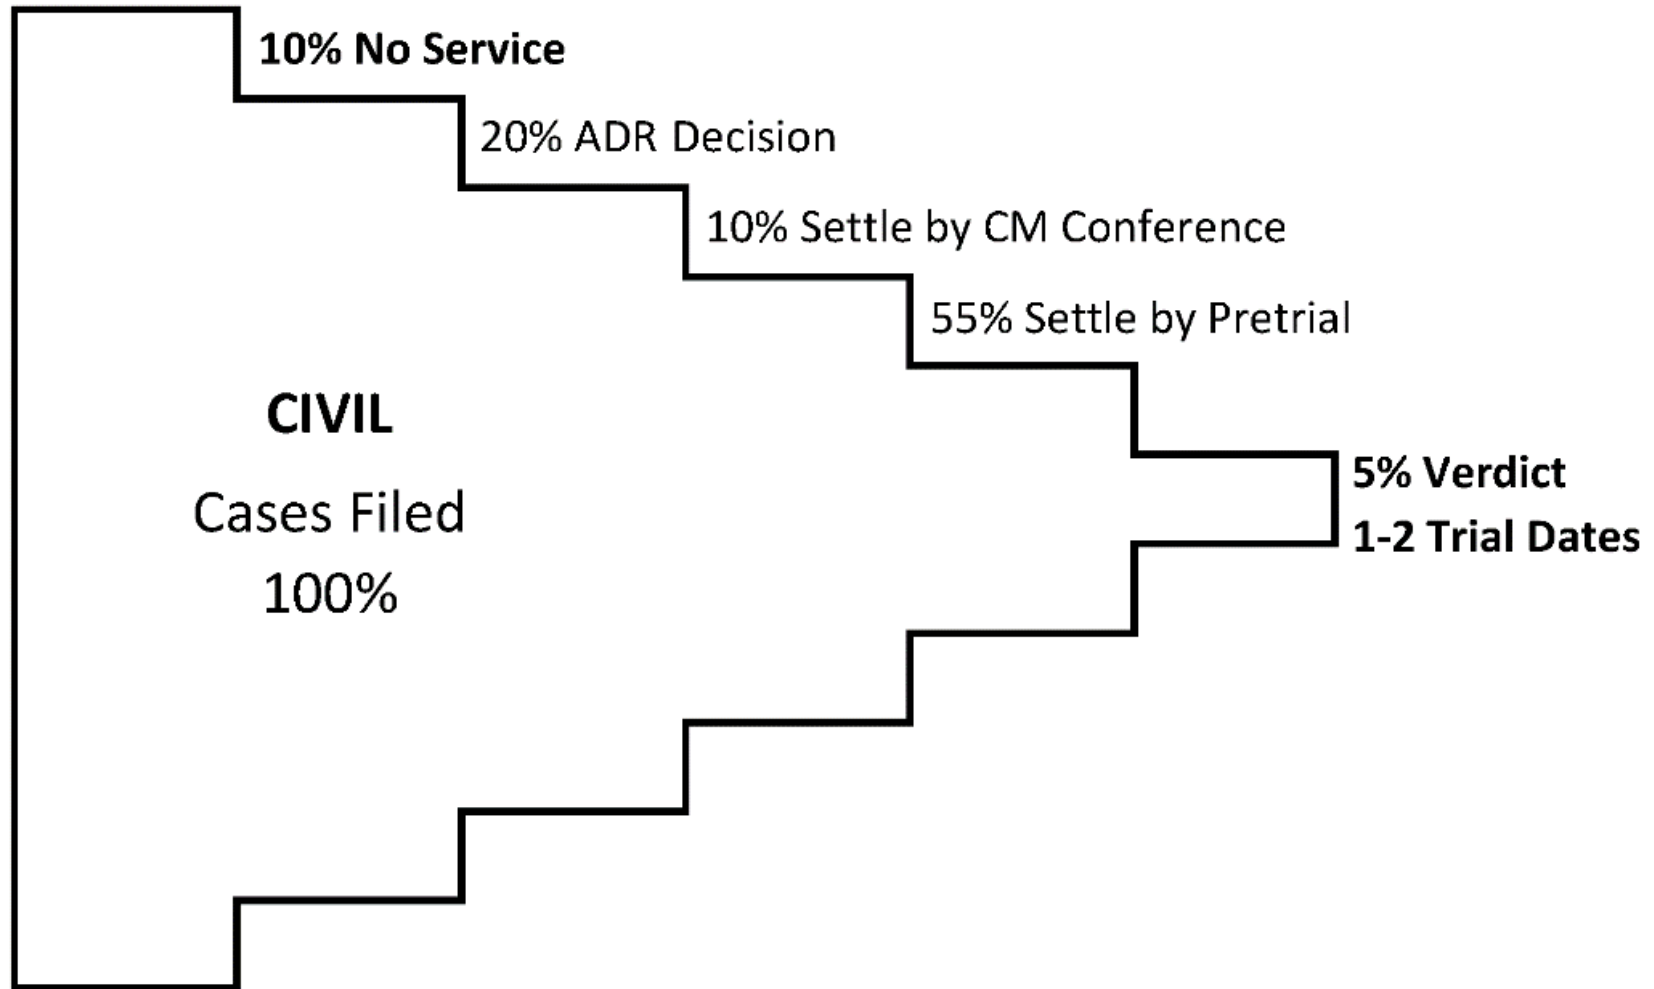 10% No Service
20% ADR Decision
10% Settle by CM Conference
55% Settle by Pretrial
CIVIL
Cases Filed
100%
5% Verdict
1-2 Trial Dates